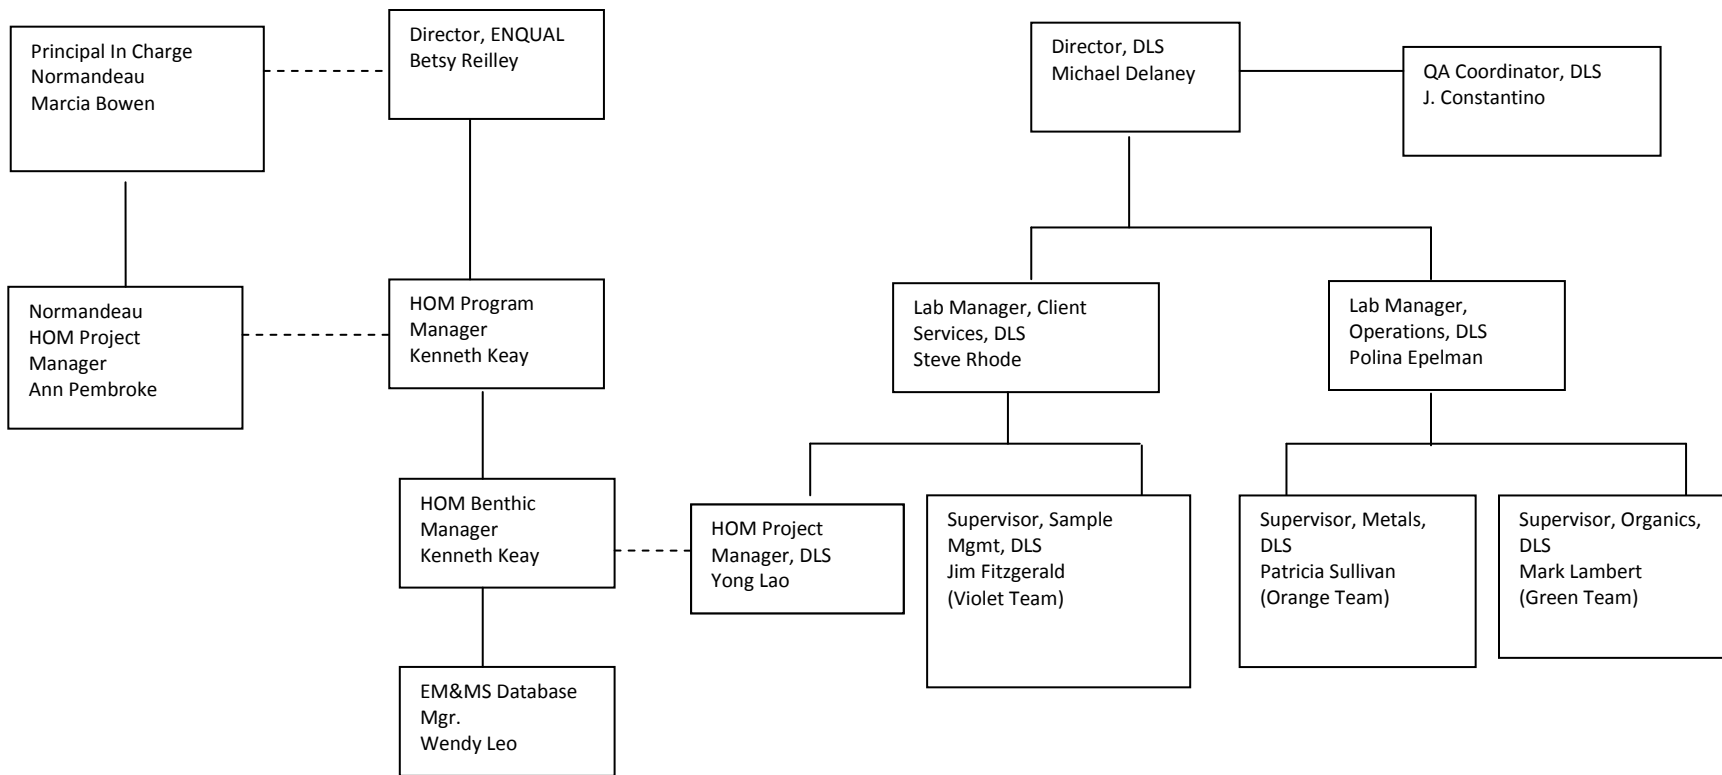 Principal In Charge
Normandeau
Marcia Bowen
Director, ENQUAL
Betsy Reilley
Director, DLS
Michael Delaney
QA Coordinator, DLS
J. Constantino
Normandeau
HOM Project
Manager
Ann Pembroke
HOM Program
Manager
Kenneth Keay
Lab Manager, Client
Services, DLS
Steve Rhode
Lab Manager,
Operations, DLS
Polina Epelman
HOM Benthic
Manager
Kenneth Keay
HOM Project
Manager, DLS
Yong Lao
Supervisor, Sample
Mgmt, DLS
Jim Fitzgerald
(Violet Team)
Supervisor, Metals,
DLS
Patricia Sullivan
(Orange Team)
Supervisor, Organics,
DLS
Mark Lambert
(Green Team)
EM&MS Database
Mgr.
Wendy Leo